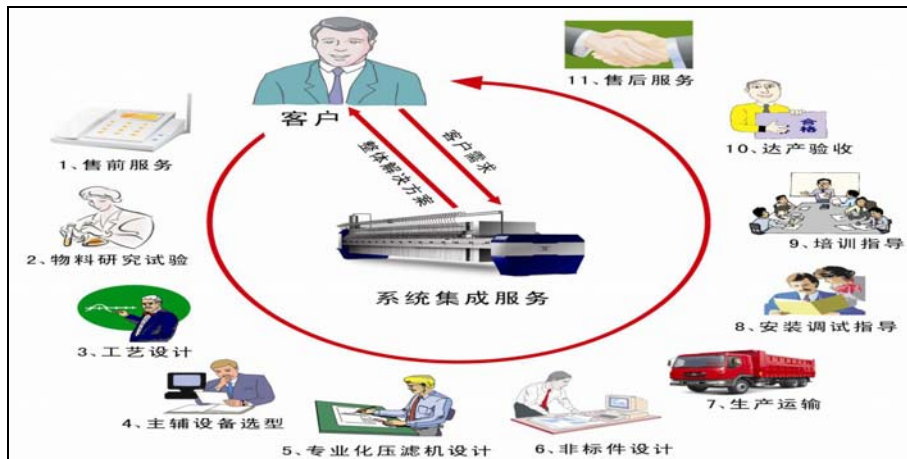 客户
整体解决方案
客户需求
系统集成服务
1、售前服务
2、物料研究试验
3、工艺设计
4、主辅设备选型
5、专业化压滤机设计
6、非标件设计
7、生产运输
8、安装调试指导
9、培训指导
10、达产验收
合格
11、售后服务